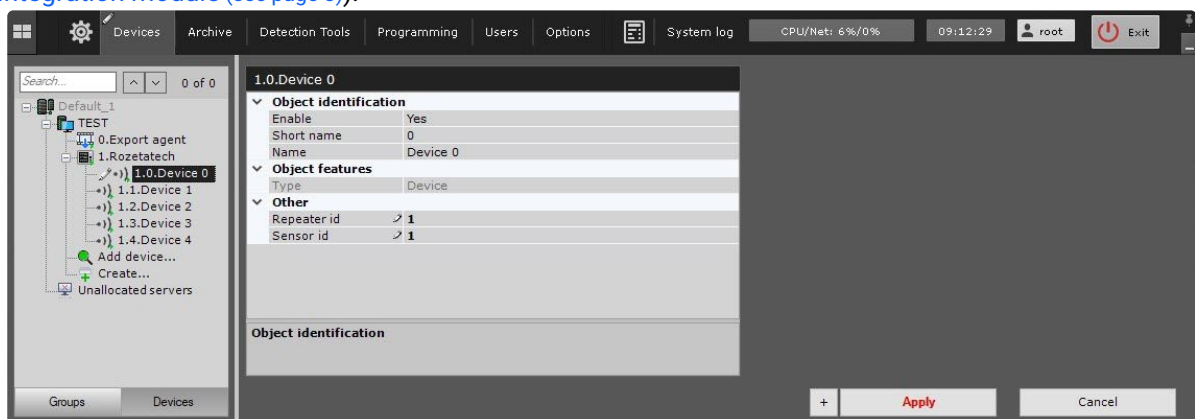 integration module (see page 6)).
Devices Archive Detection Tools Programming Users Options System log CPU/Net: 6%/0% 09:12:29 root Exit
Search... 0 of 0
Default_1
TEST
0.Export agent
1.Rozetatech
1.0.Device 0
1.1.Device 1
1.2.Device 2
1.3.Device 3
1.4.Device 4
Add device...
Create...
Unallocated servers
Groups Devices
1.0.Device 0
Object identification
Enable Yes
Short name 0
Name Device 0
Object features
Type Device
Other
Repeater id 1
Sensor id 1
Object identification
+ Apply Cancel